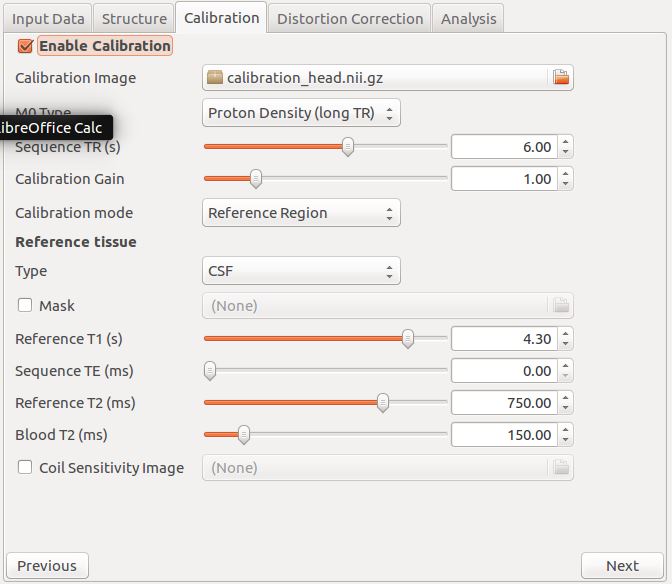 Input Data Structure Calibration Distortion Correction Analysis
Enable Calibration
Calibration Image calibration_head.nii.gz
M0 Type Proton Density (long TR)
ibreOffice Calc
Sequence TR (s) 6.00
Calibration Gain 1.00
Calibration mode Reference Region
Reference tissue
Type CSF
Mask (None)
Reference T1 (s) 4.30
Sequence TE (ms) 0.00
Reference T2 (ms) 750.00
Blood T2 (ms) 150.00
Coil Sensitivity Image (None)
Previous Next